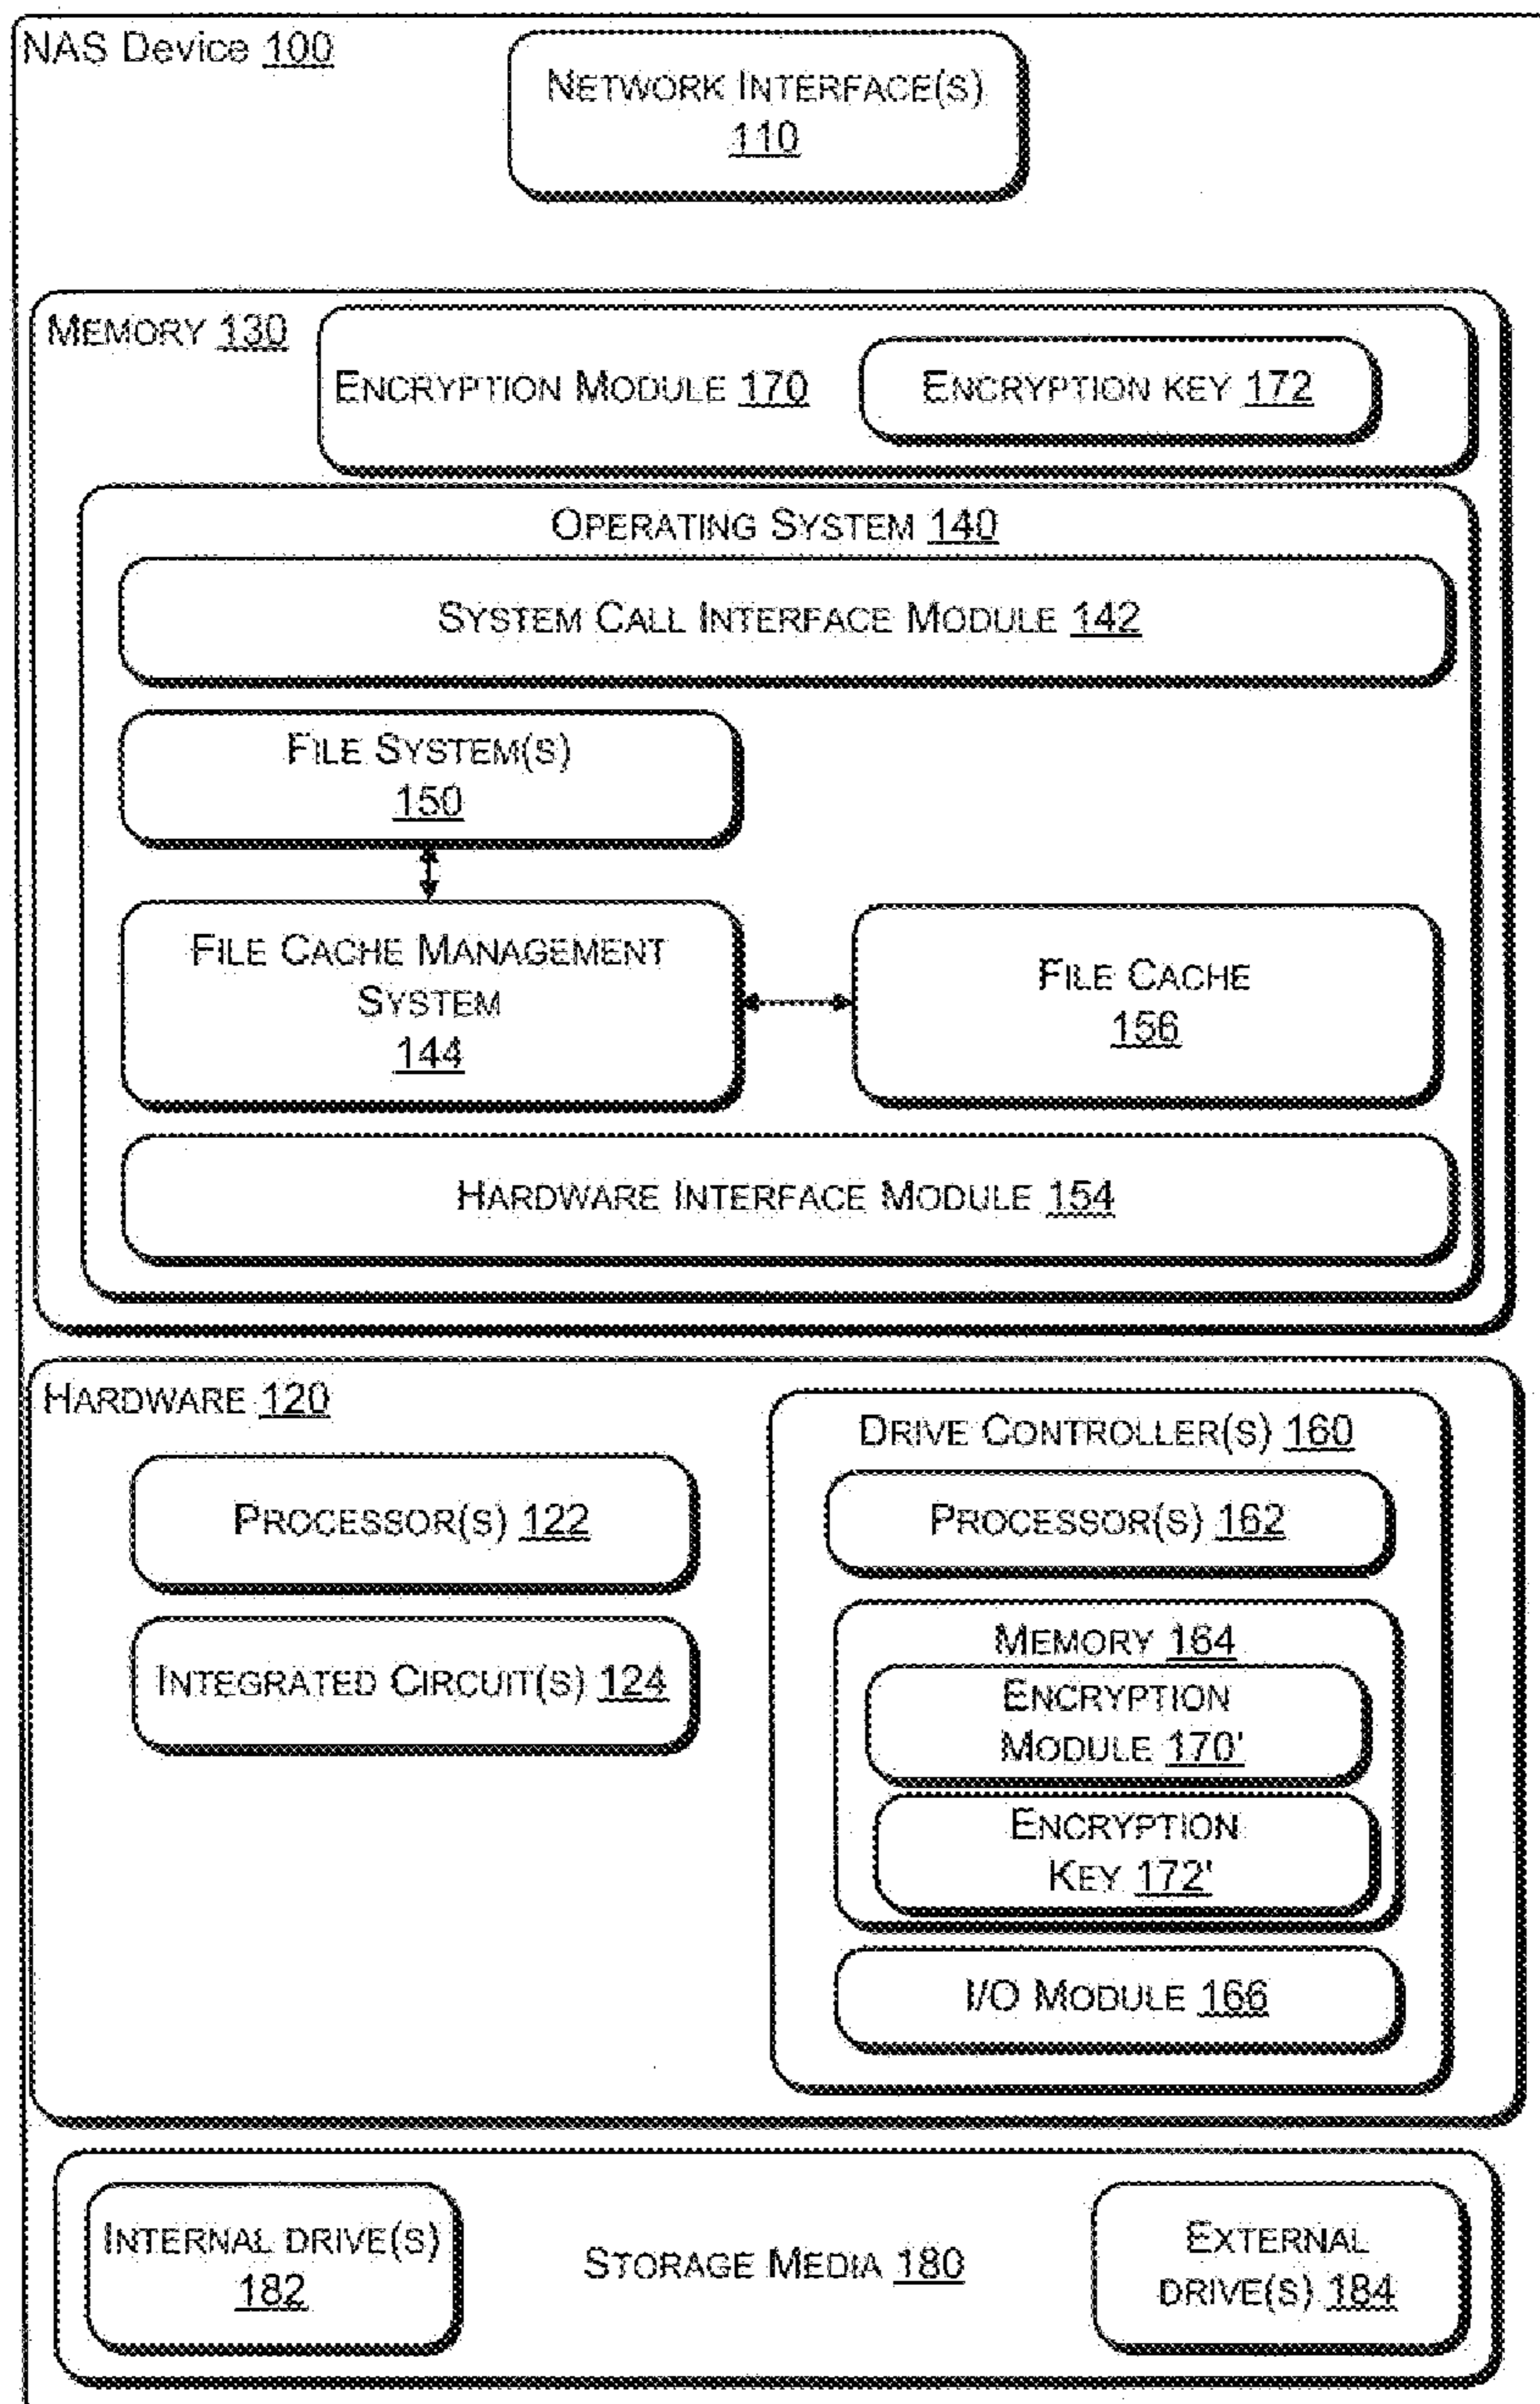 NAS Device 100
NETWORK INTERFACE(S)
110
MEMORY 130
ENCRYPTION MODULE 170
ENCRYPTION KEY 172
OPERATING SYSTEM 140
SYSTEM CALL INTERFACE MODULE 142
FILE SYSTEM(S)
150
FILE CACHE MANAGEMENT
SYSTEM
144
FILE CACHE
156
HARDWARE INTERFACE MODULE 154
HARDWARE 120
DRIVE CONTROLLER(S) 160
PROCESSOR(S) 122
PROCESSOR(S) 162
INTEGRATED CIRCUIT(S) 124
MEMORY 164
ENCRYPTION
MODULE 170'
ENCRYPTION
KEY 172'
I/O MODULE 166
INTERNAL DRIVE(S)
182
STORAGE MEDIA 180
EXTERNAL
DRIVE(S) 184